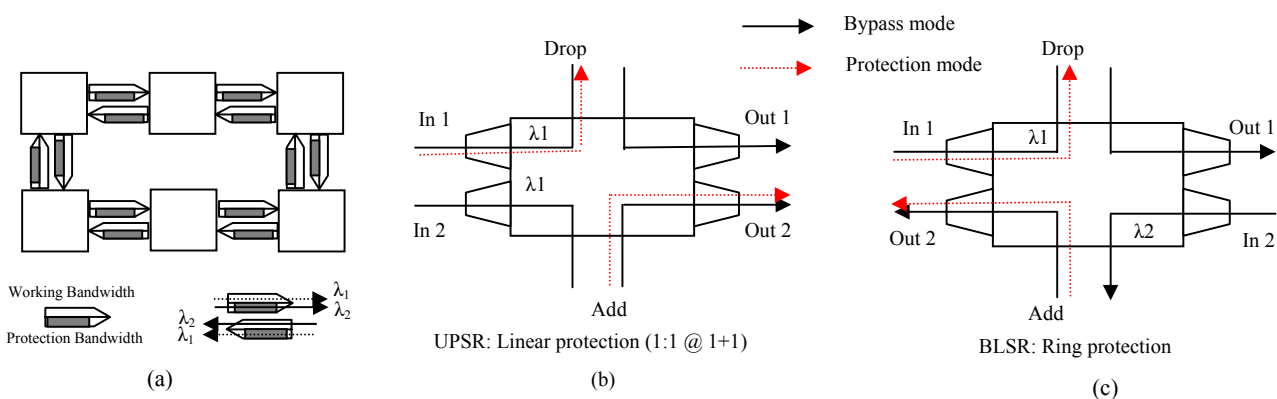 Working Bandwidth
Protection Bandwidth
λ1
λ2
λ2
λ1
(a)
Drop
In 1
λ1
Out 1
λ1
In 2
Out 2
Add
UPSR: Linear protection (1:1 @ 1+1)
(b)
Bypass mode
Protection mode
Drop
In 1
λ1
Out 1
Out 2
λ2
In 2
Add
BLSR: Ring protection
(c)